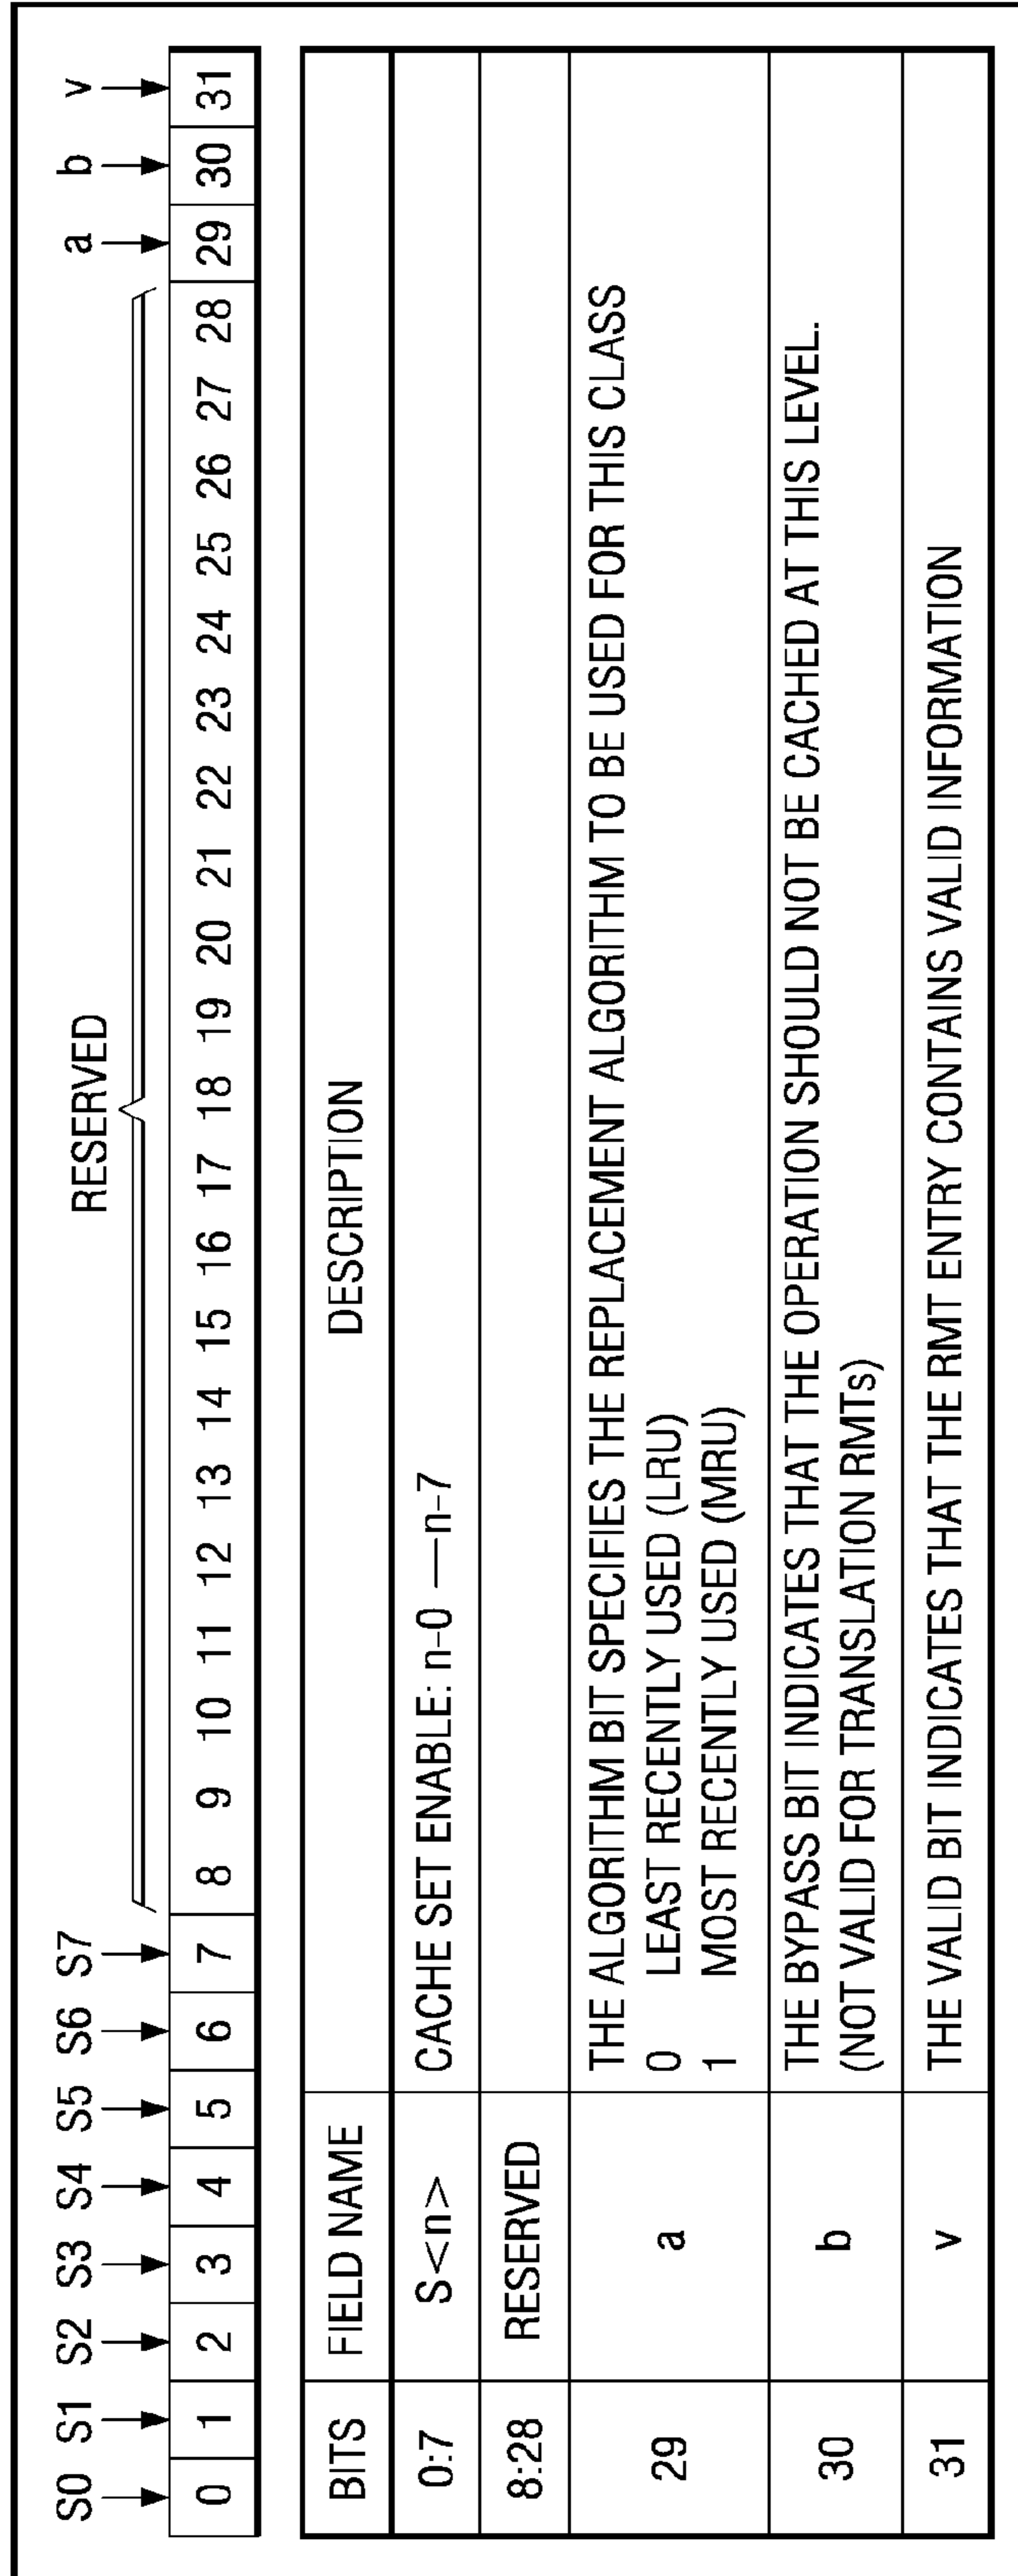 RESERVED
S0 S1 S2 S3 S4 S5 S6 S7 a b v
0 1 2 3 4 5 6 7 8 9 10 11 12 13 14 15 16 17 18 19 20 21 22 23 24 25 26 27 28 29 30 31
BITS FIELD NAME DESCRIPTION
0:7 S<n> CACHE SET ENABLE: n-0 —n-7
8:28 RESERVED
29 a THE ALGORITHM BIT SPECIFIES THE REPLACEMENT ALGORITHM TO BE USED FOR THIS CLASS
0 LEAST RECENTLY USED (LRU)
1 MOST RECENTLY USED (MRU)
30 b THE BYPASS BIT INDICATES THAT THE OPERATION SHOULD NOT BE CACHED AT THIS LEVEL.
(NOT VALID FOR TRANSLATION RMTs)
31 v THE VALID BIT INDICATES THAT THE RMT ENTRY CONTAINS VALID INFORMATION